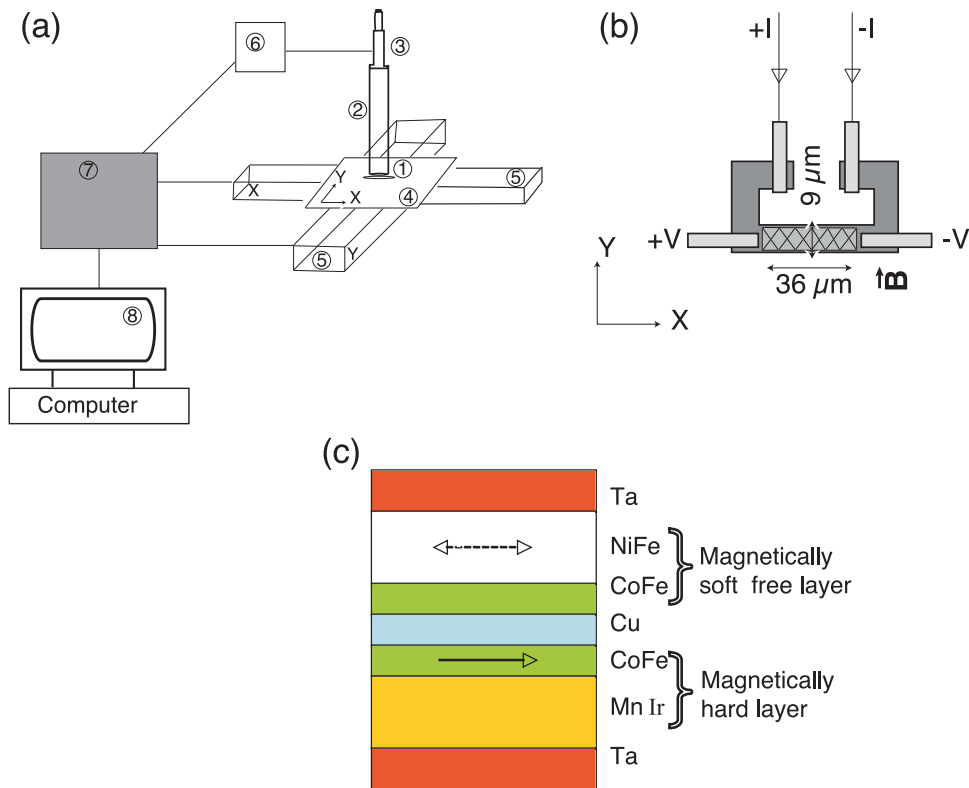 (a)
⑥
③
②
⑦
①
Y
X
X
④
⑤
Y
⑤
⑧
Computer
(b)
+I
-I
9 µm
+V
-V
36 µm
B
Y
X
(c)
Ta
NiFe
CoFe
Magnetically
soft free layer
Cu
CoFe
Mn Ir
Magnetically
hard layer
Ta